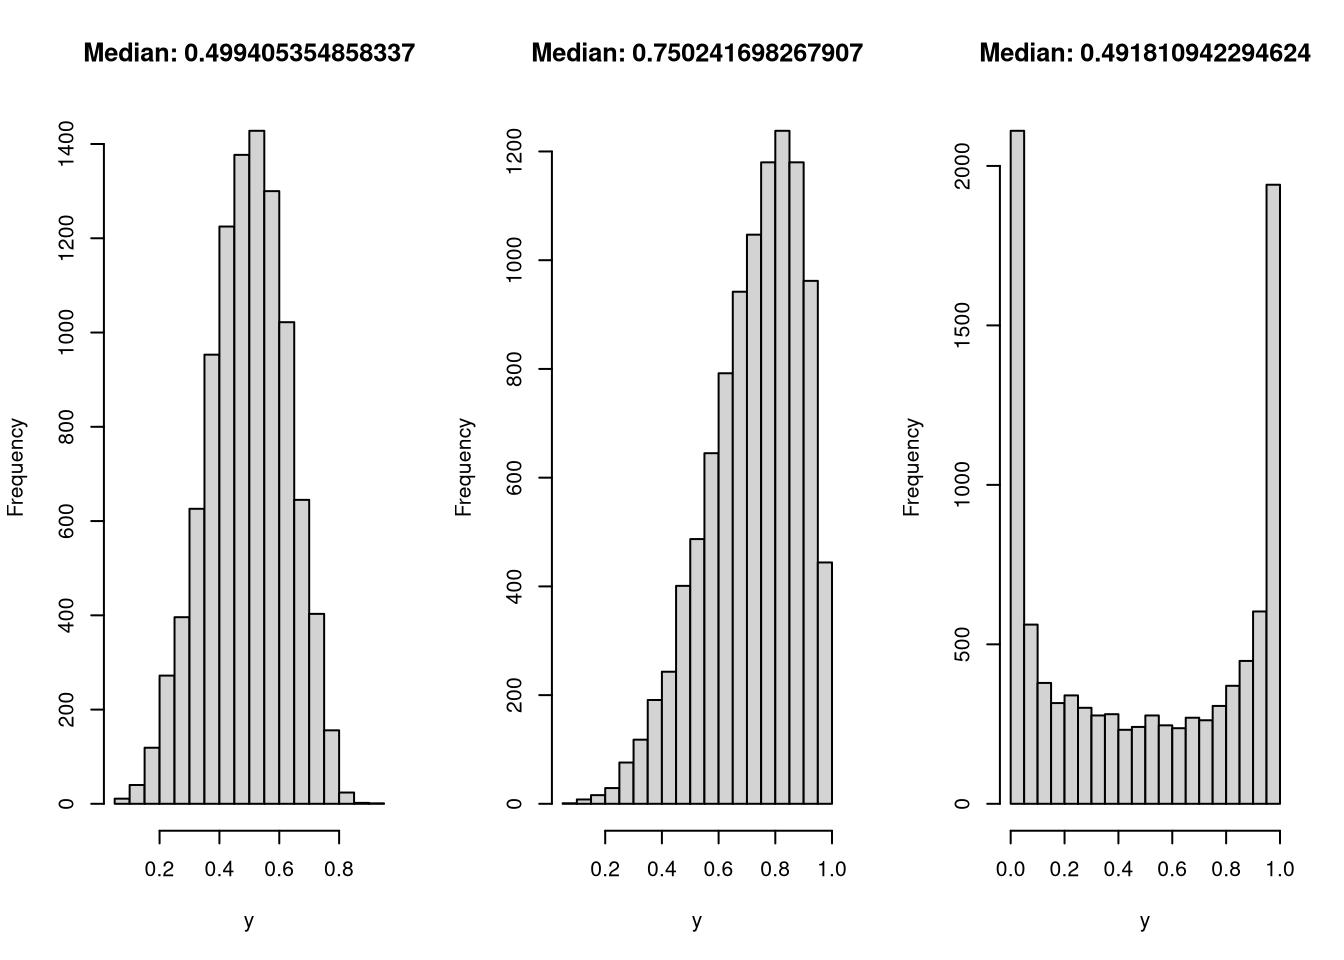 Median: 0.499405354858337
Frequency
0 200 400 600 800 1000 1200 1400
0.2 0.4 0.6 0.8
y
Median: 0.750241698267907
Frequency
0 200 400 600 800 1000 1200
0.2 0.4 0.6 0.8 1.0
y
Median: 0.491810942294624
Frequency
0 500 1000 1500 2000
0.0 0.2 0.4 0.6 0.8 1.0
y